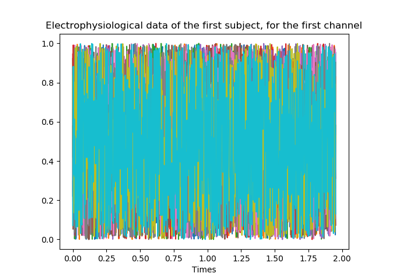 Electrophysiological data of the first subject, for the first channel
1.0
0.8
0.6
0.4
0.2
0.0
0.00 0.25 0.50 0.75 1.00 1.25 1.50 1.75 2.00
Times